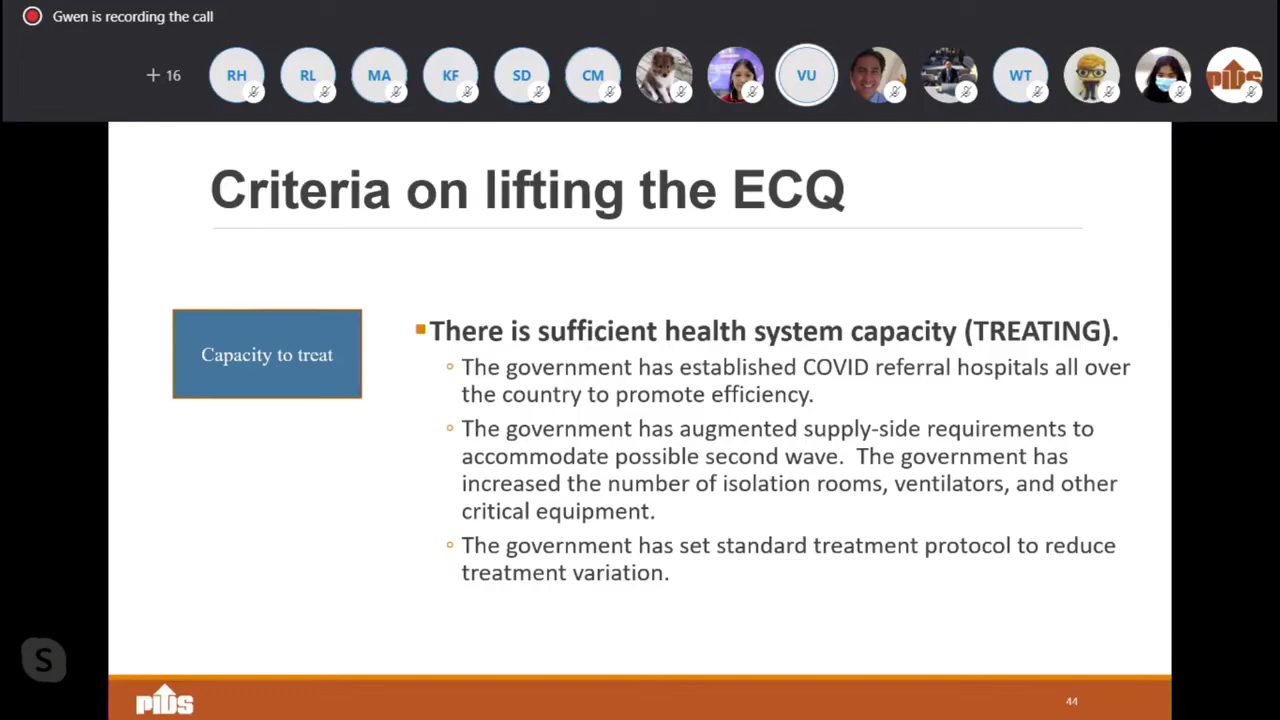 Gwen is recording the call
+ 16
RH RL MA KF SD CM VU WT PIDS
Criteria on lifting the ECQ
Capacity to treat
There is sufficient health system capacity (TREATING).
The government has established COVID referral hospitals all over
the country to promote efficiency.
The government has augmented supply-side requirements to
accommodate possible second wave. The government has
increased the number of isolation rooms, ventilators, and other
critical equipment.
The government has set standard treatment protocol to reduce
treatment variation.
S
PIDS
44